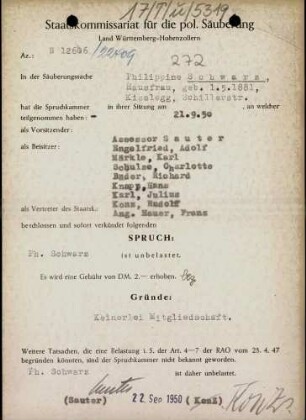 17/T/u/5319
Staatskommissariat für die pol. Säuberung
Land Württemberg-Hohenzollern
Az.: S 12606/
272
In der Säuberungssache Philippine Schwarz,
Hausfrau, geb. 1.5.1881,
Kisslegg, Schillerstr.
hat die Spruchkammer in ihrer Sitzung am 21.9.50, an welcher
teilgenommen haben:
als Vorsitzender: Assessor Sauter
als Beisitzer: Engelfried, Adolf
Märkle, Karl
Schulze, Charlotte
Bader, Richard
Knapp, Hans
Karl, Julius
Konz, Rudolf
als Vertreter des Staatskd.: Ang. Mauer, Franz
beschlossen und sofort verkündet folgenden
SPRUCH:
Ph. Schwarz ist unbelastet.
Es wird eine Gebühr von DM. 2.— erhoben.
Gründe:
Keinerlei Mitgliedschaft.
Weitere Tatsachen, die eine Belastung i. S. der Art. 4—7 der RAO vom 25. 4. 47
begründen könnten, sind der Spruchkammer nicht bekannt geworden.
Ph. Schwarz ist daher unbelastet.
(Sauter) 22 Sep 1950 (Konz)